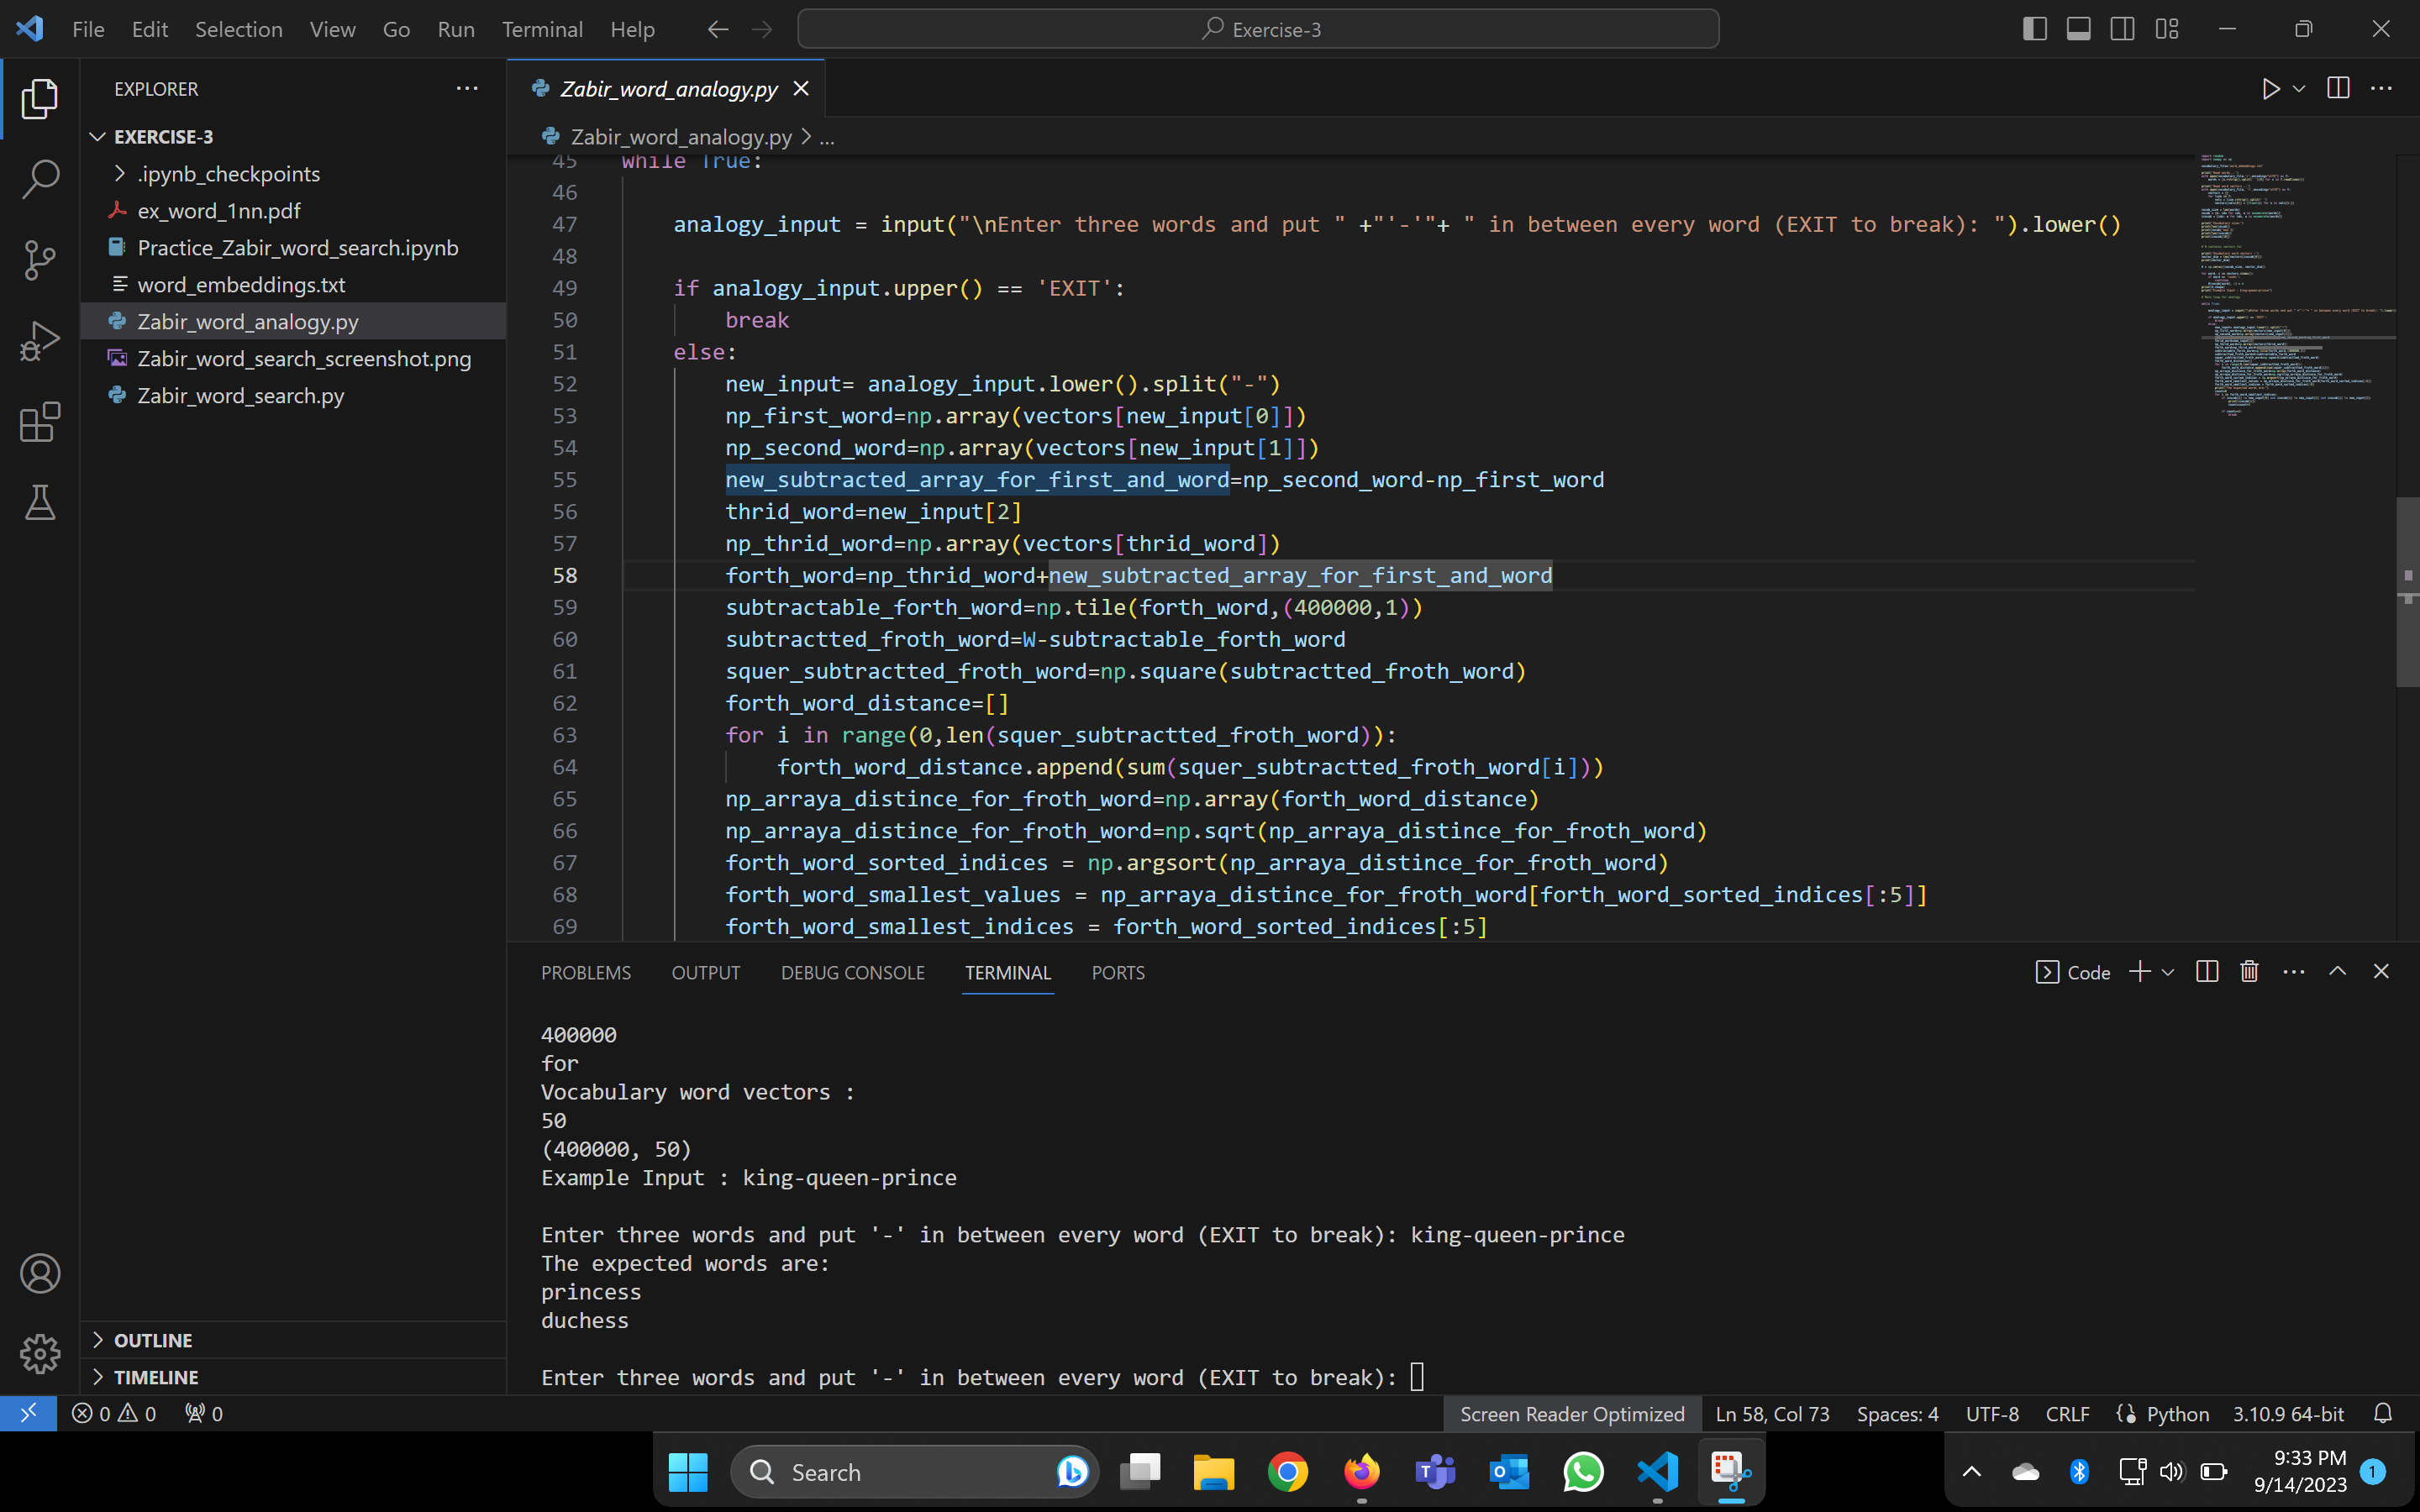 File Edit Selection View Go Run Terminal Help
Exercise-3
EXPLORER
EXERCISE-3
.ipynb_checkpoints
ex_word_1nn.pdf
Practice_Zabir_word_search.ipynb
word_embeddings.txt
Zabir_word_analogy.py
Zabir_word_search_screenshot.png
Zabir_word_search.py
OUTLINE
TIMELINE
Zabir_word_analogy.py
Zabir_word_analogy.py > ...
45 while True:
46
47 analogy_input = input("\nEnter three words and put " +"'-'"+ " in between every word (EXIT to break): ").lower()
48
49 if analogy_input.upper() == 'EXIT':
50 break
51 else:
52 new_input= analogy_input.lower().split("-")
53 np_first_word=np.array(vectors[new_input[0]])
54 np_second_word=np.array(vectors[new_input[1]])
55 new_subtracted_array_for_first_and_word=np_second_word-np_first_word
56 thrid_word=new_input[2]
57 np_thrid_word=np.array(vectors[thrid_word])
58 forth_word=np_thrid_word+new_subtracted_array_for_first_and_word
59 subtractable_forth_word=np.tile(forth_word,(400000,1))
60 subtractted_froth_word=W-subtractable_forth_word
61 squer_subtractted_froth_word=np.square(subtractted_froth_word)
62 forth_word_distance=[]
63 for i in range(0,len(squer_subtractted_froth_word)):
64 forth_word_distance.append(sum(squer_subtractted_froth_word[i]))
65 np_arraya_distince_for_froth_word=np.array(forth_word_distance)
66 np_arraya_distince_for_froth_word=np.sqrt(np_arraya_distince_for_froth_word)
67 forth_word_sorted_indices = np.argsort(np_arraya_distince_for_froth_word)
68 forth_word_smallest_values = np_arraya_distince_for_froth_word[forth_word_sorted_indices[:5]]
69 forth_word_smallest_indices = forth_word_sorted_indices[:5]
PROBLEMS OUTPUT DEBUG CONSOLE TERMINAL PORTS
Code
400000
for
Vocabulary word vectors :
50
(400000, 50)
Example Input : king-queen-prince
Enter three words and put '-' in between every word (EXIT to break): king-queen-prince
The expected words are:
princess
duchess
Enter three words and put '-' in between every word (EXIT to break):
0 0 0
Screen Reader Optimized Ln 58, Col 73 Spaces: 4 UTF-8 CRLF Python 3.10.9 64-bit
Search
9:33 PM
9/14/2023
1